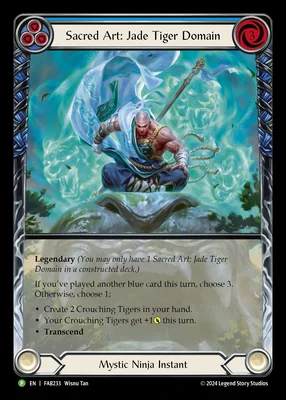 Sacred Art: Jade Tiger Domain
Legendary (You may only have 1 Sacred Art: Jade Tiger
Domain in a constructed deck.)
If you've played another blue card this turn, choose 3.
Otherwise, choose 1;
• Create 2 Crouching Tigers in your hand.
• Your Crouching Tigers get +1 this turn.
• Transcend
Mystic Ninja Instant
P EN | FAB233 Wisnu Tan
© 2024 Legend Story Studios